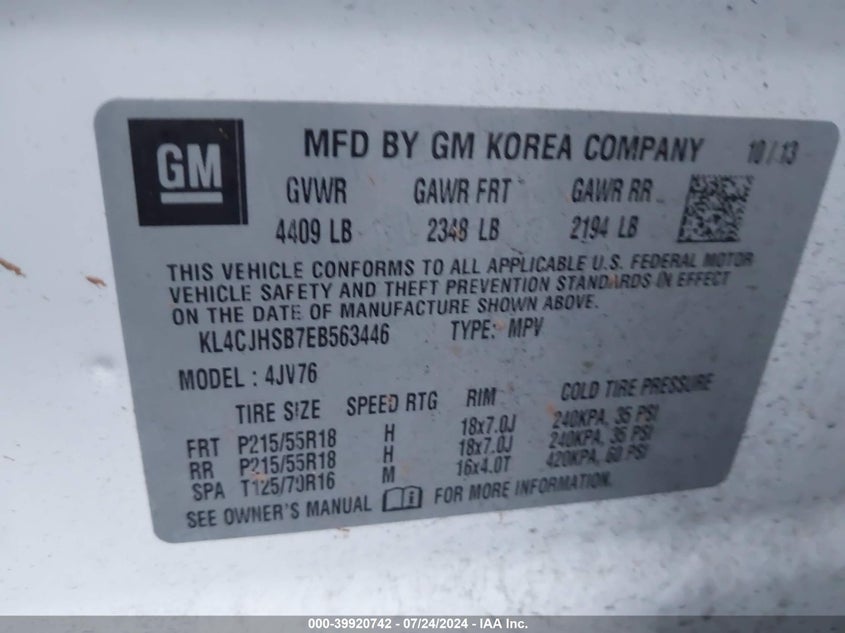 GM
MFD BY GM KOREA COMPANY 10/13
GVWR GAWR FRT GAWR RR
4409 LB 2348 LB 2194 LB
THIS VEHICLE CONFORMS TO ALL APPLICABLE U.S. FEDERAL MOTOR
VEHICLE SAFETY AND THEFT PREVENTION STANDARDS IN EFFECT
ON THE DATE OF MANUFACTURE SHOWN ABOVE.
KL4CJHSB7EB563446 TYPE: MPV
MODEL : 4JV76
TIRE SIZE SPEED RTG RIM COLD TIRE PRESSURE
FRT P215/55R18 H 18x7.0J 240KPA, 35 PSI
RR P215/55R18 H 18x7.0J 240KPA, 35 PSI
SPA T125/70R16 M 16x4.0T 420KPA, 60 PSI
SEE OWNER'S MANUAL FOR MORE INFORMATION.
000-39920742 - 07/24/2024 - IAA Inc.